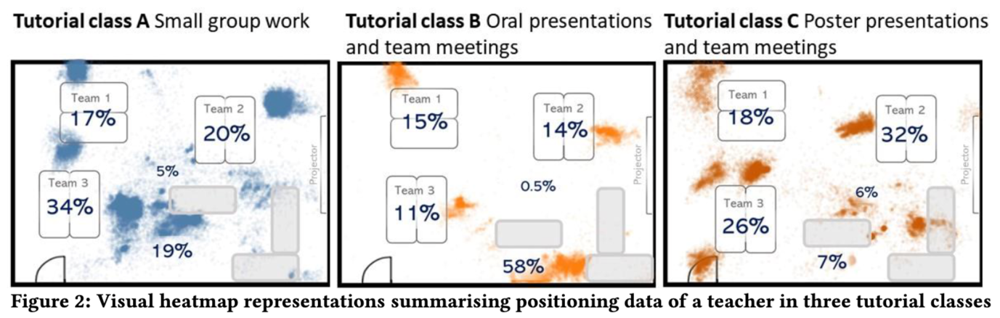 Tutorial class A Small group work
Tutorial class B Oral presentations
and team meetings
Tutorial class C Poster presentations
and team meetings
Team 1
17%
Team 2
20%
5%
Team 3
34%
19%
Projector
Team 1
15%
Team 2
14%
0.5%
Team 3
11%
58%
Projector
Team 1
18%
Team 2
32%
6%
Team 3
26%
7%
Projector
Figure 2: Visual heatmap representations summarising positioning data of a teacher in three tutorial classes